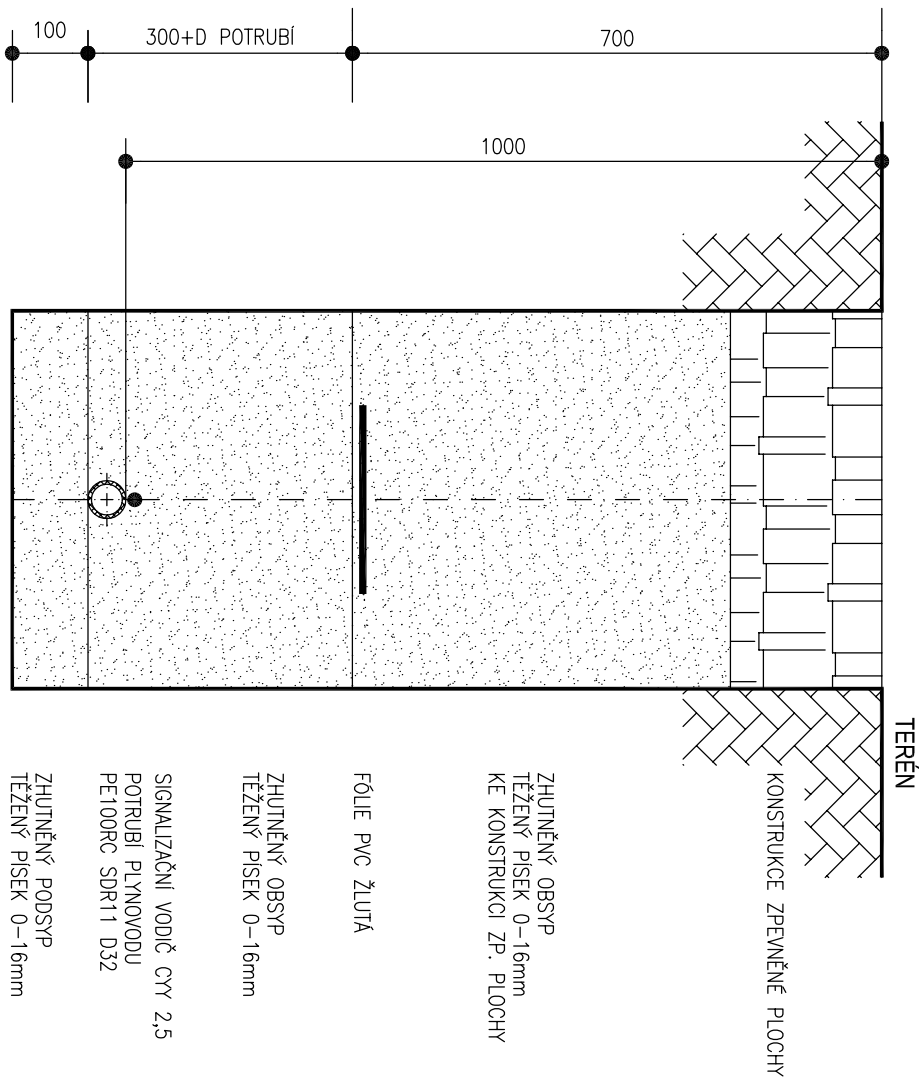 100
300+D POTRUBÍ
700
1000
TERÉN
KONSTRUKCE ZPEVNĚNÉ PLOCHY
ZHUTNĚNÝ OBSYP
TĚŽENÝ PÍSEK 0-16mm
KE KONSTRUKCI ZP. PLOCHY
FÓLIE PVC ŽLUTÁ
ZHUTNĚNÝ OBSYP
TĚŽENÝ PÍSEK 0-16mm
SIGNALIZAČNÍ VODIČ CYY 2,5
POTRUBÍ PLYNOVODU
PE100RC SDR11 D32
ZHUTNĚNÝ PODSYP
TĚŽENÝ PÍSEK 0-16mm